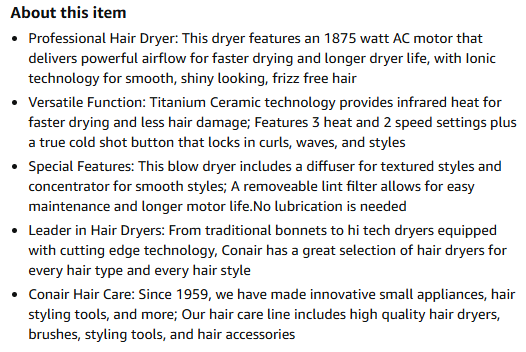 About this item
• Professional Hair Dryer: This dryer features an 1875 watt AC motor that
delivers powerful airflow for faster drying and longer dryer life, with Ionic
technology for smooth, shiny looking, frizz free hair
• Versatile Function: Titanium Ceramic technology provides infrared heat for
faster drying and less hair damage; Features 3 heat and 2 speed settings plus
a true cold shot button that locks in curls, waves, and styles
• Special Features: This blow dryer includes a diffuser for textured styles and
concentrator for smooth styles; A removeable lint filter allows for easy
maintenance and longer motor life.No lubrication is needed
• Leader in Hair Dryers: From traditional bonnets to hi tech dryers equipped
with cutting edge technology, Conair has a great selection of hair dryers for
every hair type and every hair style
• Conair Hair Care: Since 1959, we have made innovative small appliances, hair
styling tools, and more; Our hair care line includes high quality hair dryers,
brushes, styling tools, and hair accessories